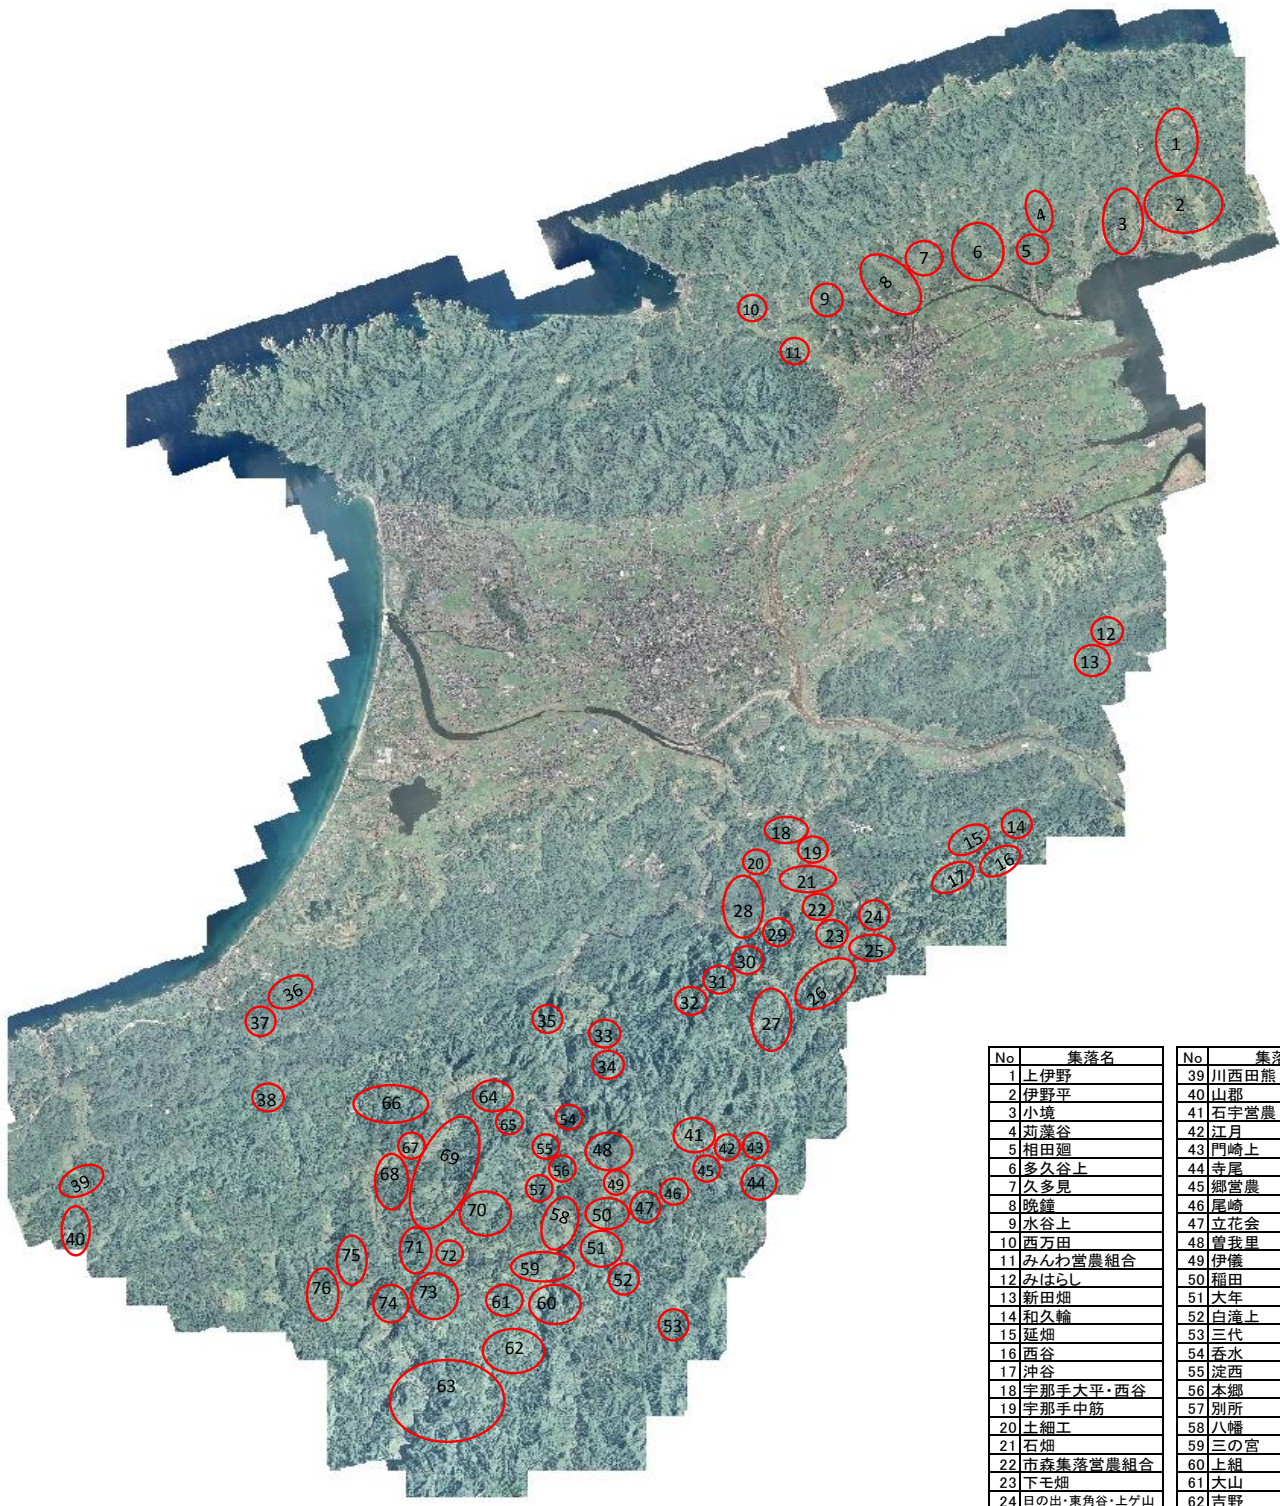 1
2
3
4
5
6
7
8
9
10
11
12
13
14
15
16
17
18
19
20
21
22
23
24
25
26
27
28
29
30
31
32
33
34
35
36
37
38
39
40
41
42
43
44
45
46
47
48
49
50
51
52
53
54
55
56
57
58
59
60
61
62
63
64
65
66
67
68
69
70
71
72
73
74
75
76
No 集落名
1 上伊野
2 伊野平
3 小境
4 苅藻谷
5 相田廻
6 多久谷上
7 久多見
8 晩鐘
9 水谷上
10 西万田
11 みんわ営農組合
12 みはらし
13 新田畑
14 和久輪
15 延畑
16 西谷
17 沖谷
18 宇那手大平・西谷
19 宇那手中筋
20 土細工
21 石畑
22 市森集落営農組合
23 下モ畑
24 日の出・東角谷・上ゲ山
No 集落
39 川西田熊
40 山郡
41 石宇営農
42 江月
43 門崎上
44 寺尾
45 郷営農
46 尾崎
47 立花会
48 曽我里
49 伊儀
50 稲田
51 大年
52 白滝上
53 三代
54 呑水
55 淀西
56 本郷
57 別所
58 八幡
59 三の宮
60 上組
61 大山
62 吉野